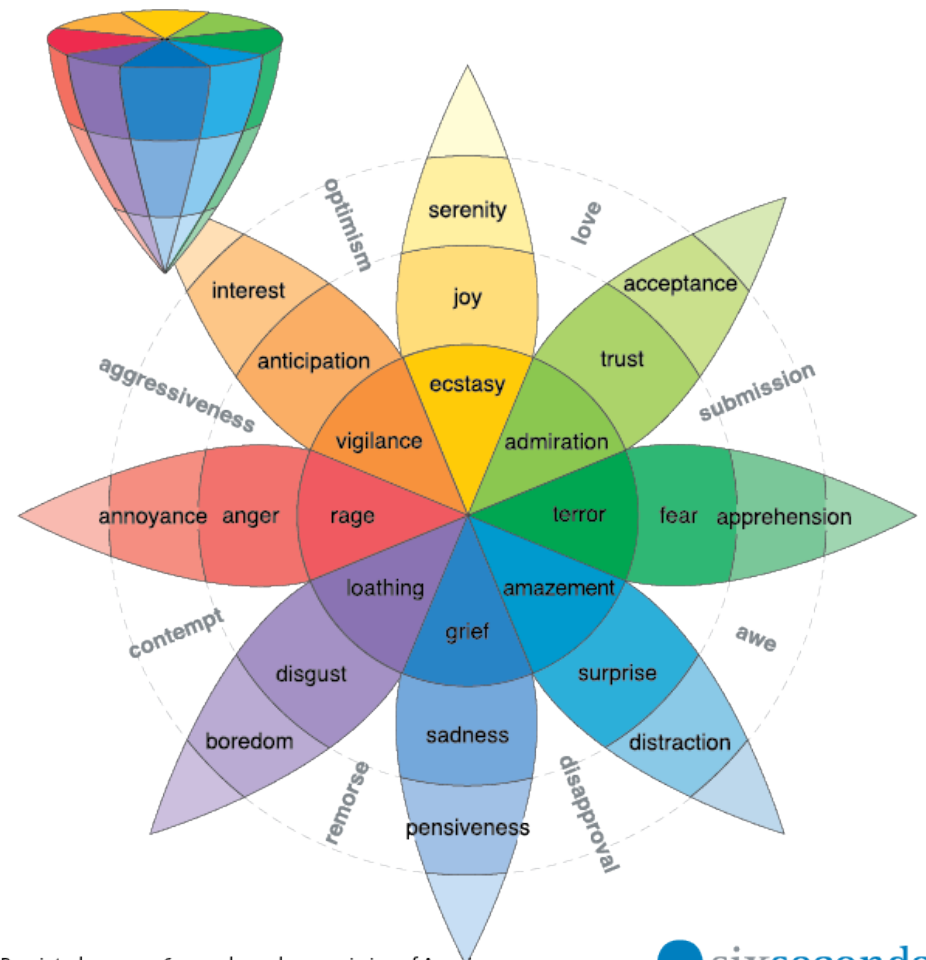 optimism
love
serenity
interest
acceptance
joy
anticipation
trust
aggressiveness
ecstasy
submission
vigilance
admiration
annoyance
anger
rage
terror
fear
apprehension
loathing
amazement
contempt
grief
awe
disgust
surprise
boredom
sadness
distraction
remorse
disapproval
pensiveness